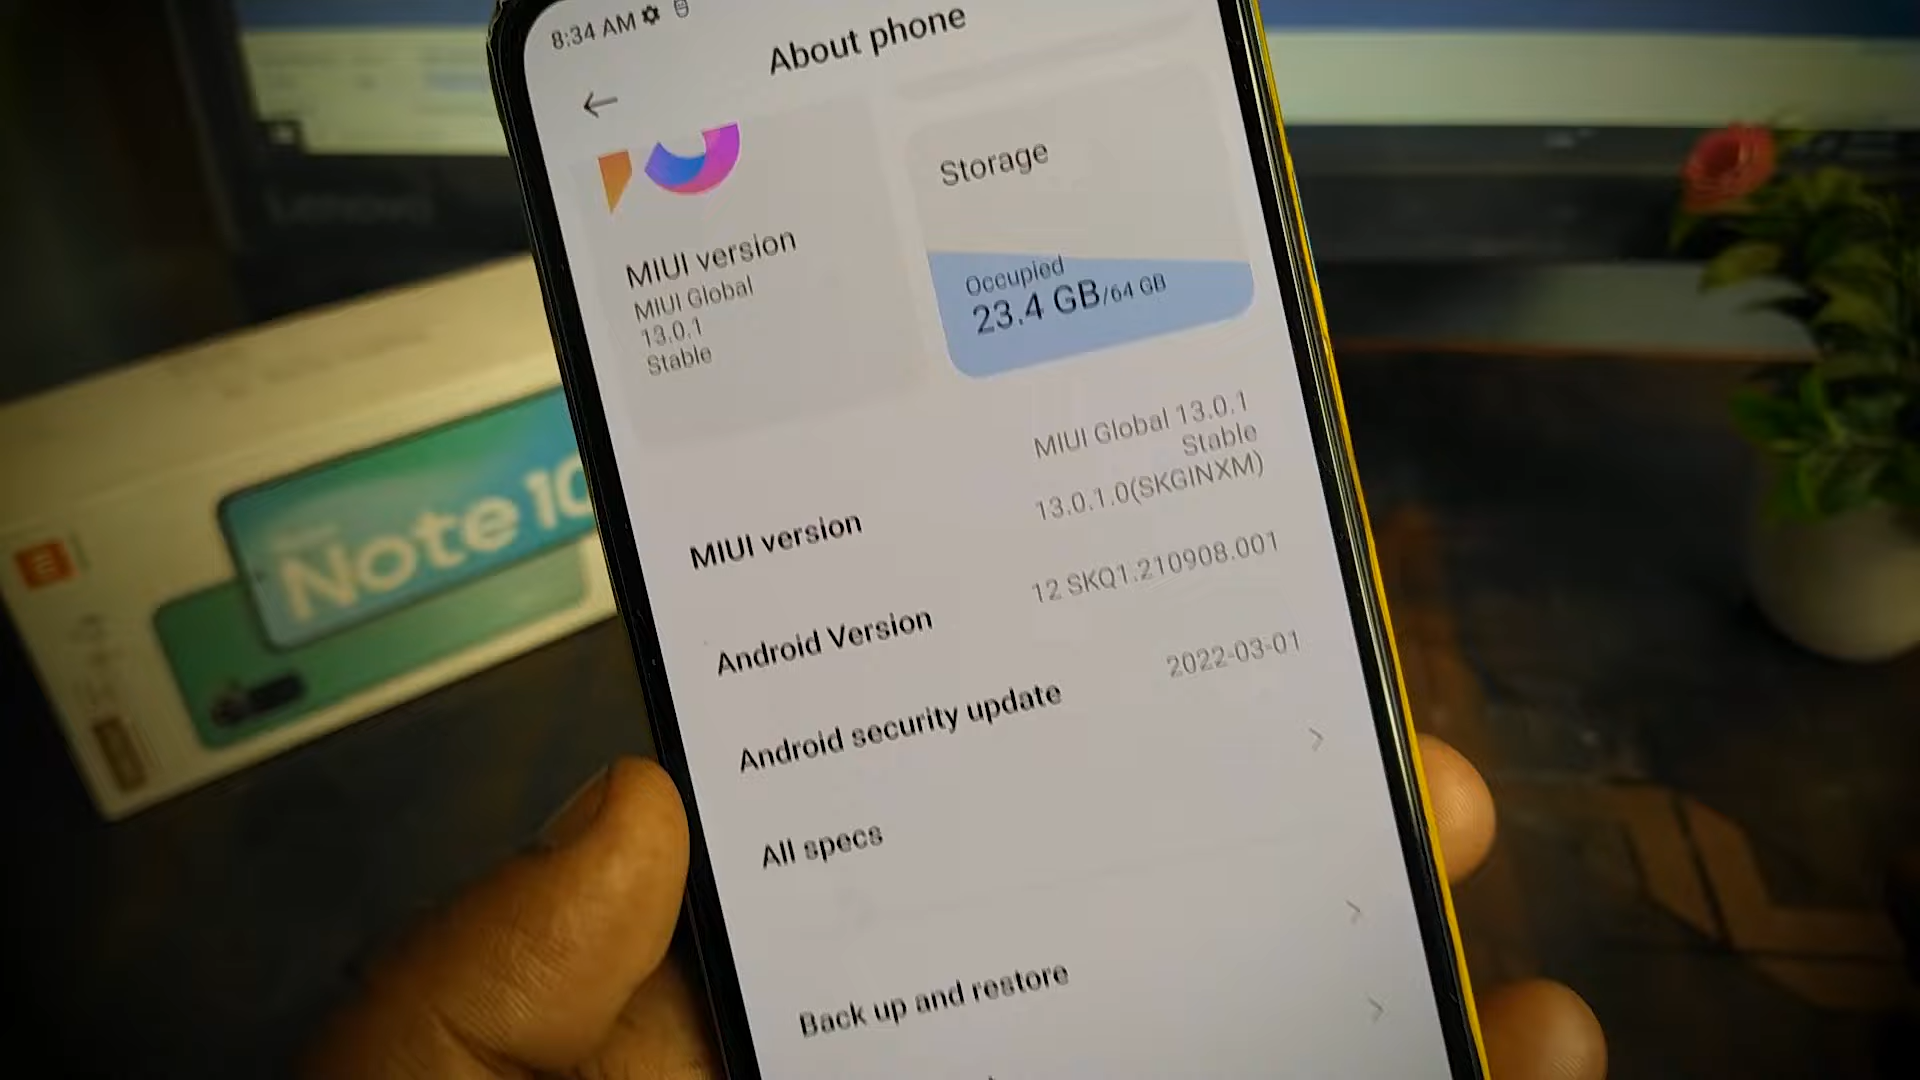 8:34 AM
About phone
Storage
MIUI version
MIUI Global
13.0.1
Stable
Occupied
23.4 GB/64 GB
MIUI Global 13.0.1
Stable
MIUI version
13.0.1.0(SKGINXM)
Android Version
12 SKQ1.210908.001
Android security update
2022-03-01
All specs
Back up and restore
Note 10
Lenovo